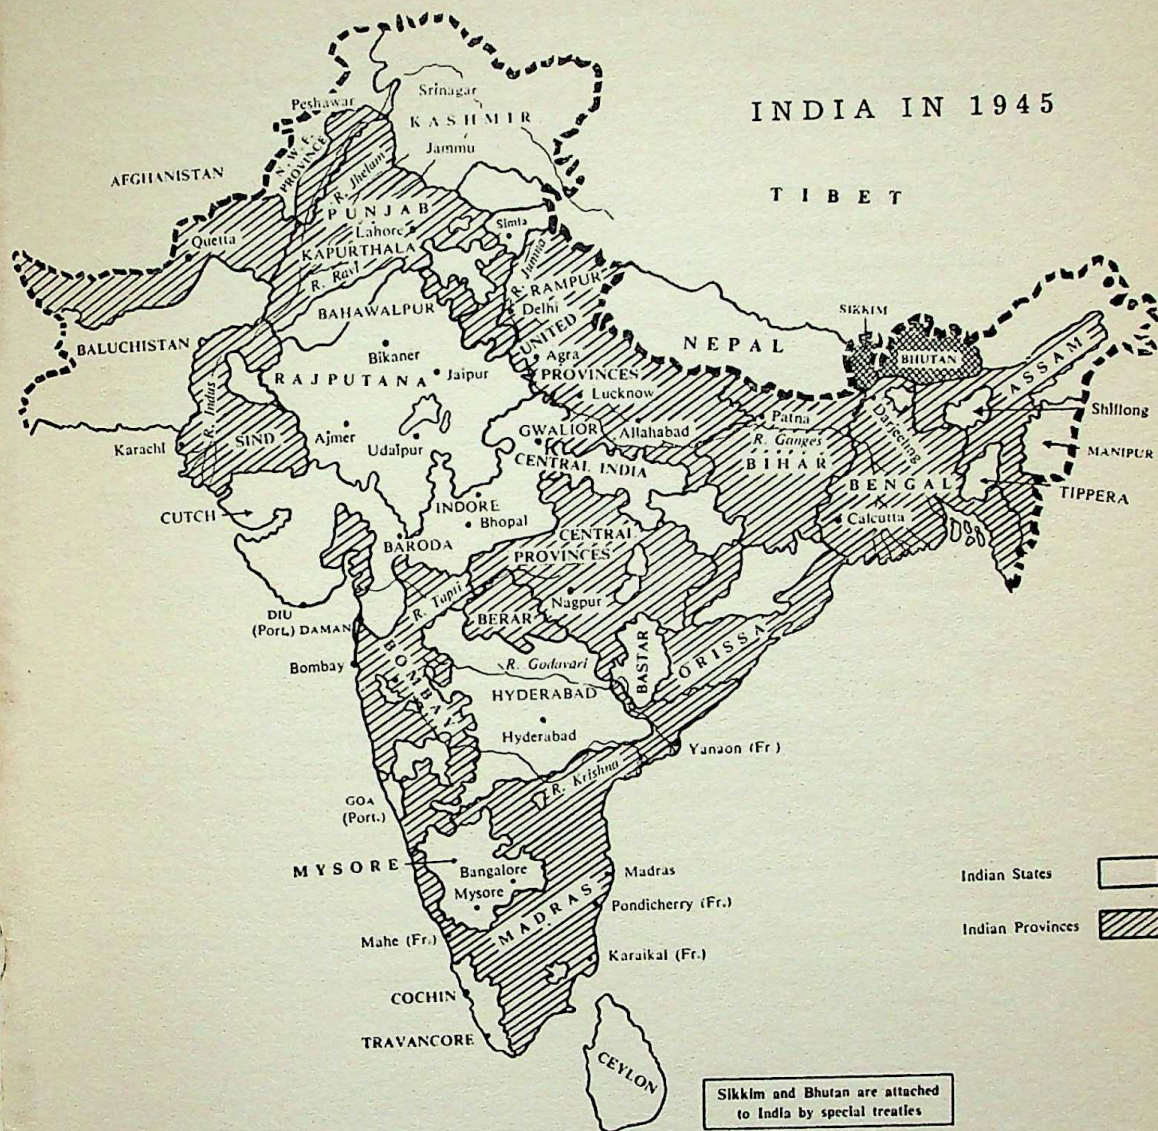 INDIA IN 1945
TIBET
AFGHANISTAN
Peshawar
Srinagar
KASHMIR
Jammu
N. W. F.
PROVINCE
R. Jhelam
PUNJAB
Lahore
Simla
Quetta
KAPURTHALA
R. Ravi
R. Jumna
RAMPUR
BAHAWALPUR
Delhi
UNITED
PROVINCES
SIKKIM
NEPAL
BHUTAN
ASSAM
BALUCHISTAN
Bikaner
Agra
RAJPUTANA
Jaipur
Lucknow
Shillong
R. Indus
SIND
Ajmer
Udaipur
GWALIOR
Allahabad
Patna
R. Ganges
Darjeeling
Karachi
CENTRAL INDIA
BIHAR
BENGAL
MANIPUR
TIPPERA
CUTCH
INDORE
Bhopal
Calcutta
BARODA
CENTRAL
PROVINCES
R. Tapti
Nagpur
BERAR
DIU
(Port.)
DAMAN
Bombay
BOMBAY
R. Godavari
BASTAR
ORISSA
HYDERABAD
Hyderabad
Yanaon (Fr)
R. Krishna
GOA
(Port.)
MYSORE
Bangalore
Mysore
MADRAS
Madras
Pondicherry (Fr.)
Mahe (Fr.)
Karaikal (Fr.)
COCHIN
TRAVANCORE
CEYLON
Indian States
Indian Provinces
Sikkim and Bhutan are attached
to India by special treaties